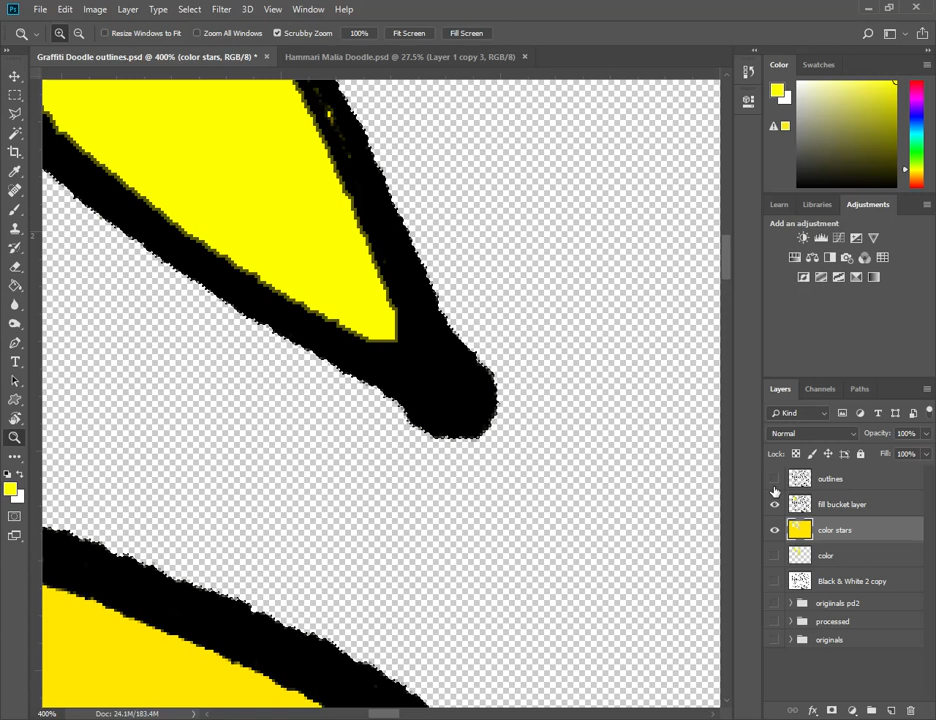 Ps File Edit Image Layer Type Select Filter 3D View Window Help
Resize Windows to Fit Zoom All Windows Scrubby Zoom 100% Fit Screen Fill Screen
Graffiti Doodle outlines.psd @ 400% (color stars, RGB/8) * × Hammari Malia Doodle.psd @ 27.5% (Layer 1 copy 3, RGB/8) ×
Color Swatches
Learn Libraries Adjustments
Add an adjustment
Layers Channels Paths
Kind
Normal Opacity: 100%
Lock: Fill: 100%
outlines
fill bucket layer
color stars
color
Black & White 2 copy
origiinals pd2
processed
originals
2
T
400% Doc: 24.1M/183.4M
fx